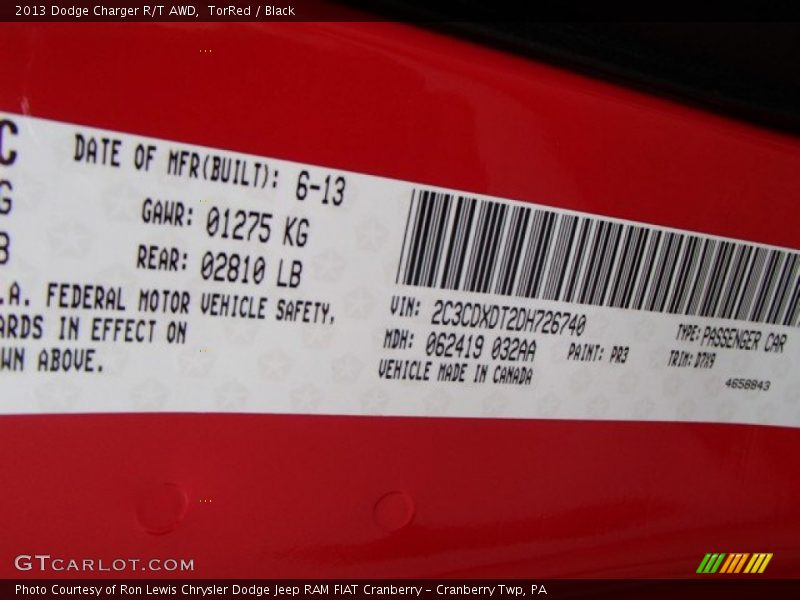 2013 Dodge Charger R/T AWD, TorRed / Black
C
DATE OF MFR(BUILT): 6-13
G
GAWR: 01275 KG
B
REAR: 02810 LB
.A. FEDERAL MOTOR VEHICLE SAFETY,
ARDS IN EFFECT ON
WN ABOVE.
VIN: 2C3CDXDT2DH726740
TYPE: PASSENGER CAR
MDH: 062419 032AA
PAINT: PR3
TRIM: D7X9
VEHICLE MADE IN CANADA
4658843
GTCARLOT.COM
Photo Courtesy of Ron Lewis Chrysler Dodge Jeep RAM FIAT Cranberry – Cranberry Twp, PA